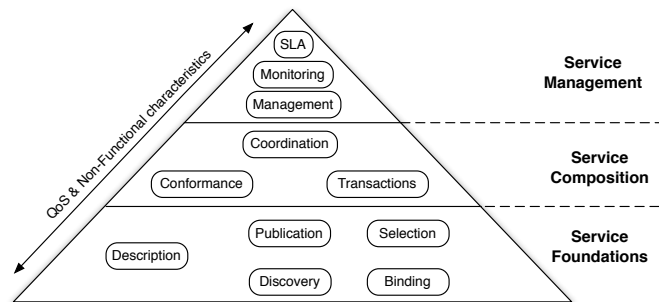 SLA
Monitoring
Management
Service
Management
QoS & Non-Functional characteristics
Coordination
Conformance
Transactions
Service
Composition
Publication
Selection
Description
Discovery
Binding
Service
Foundations